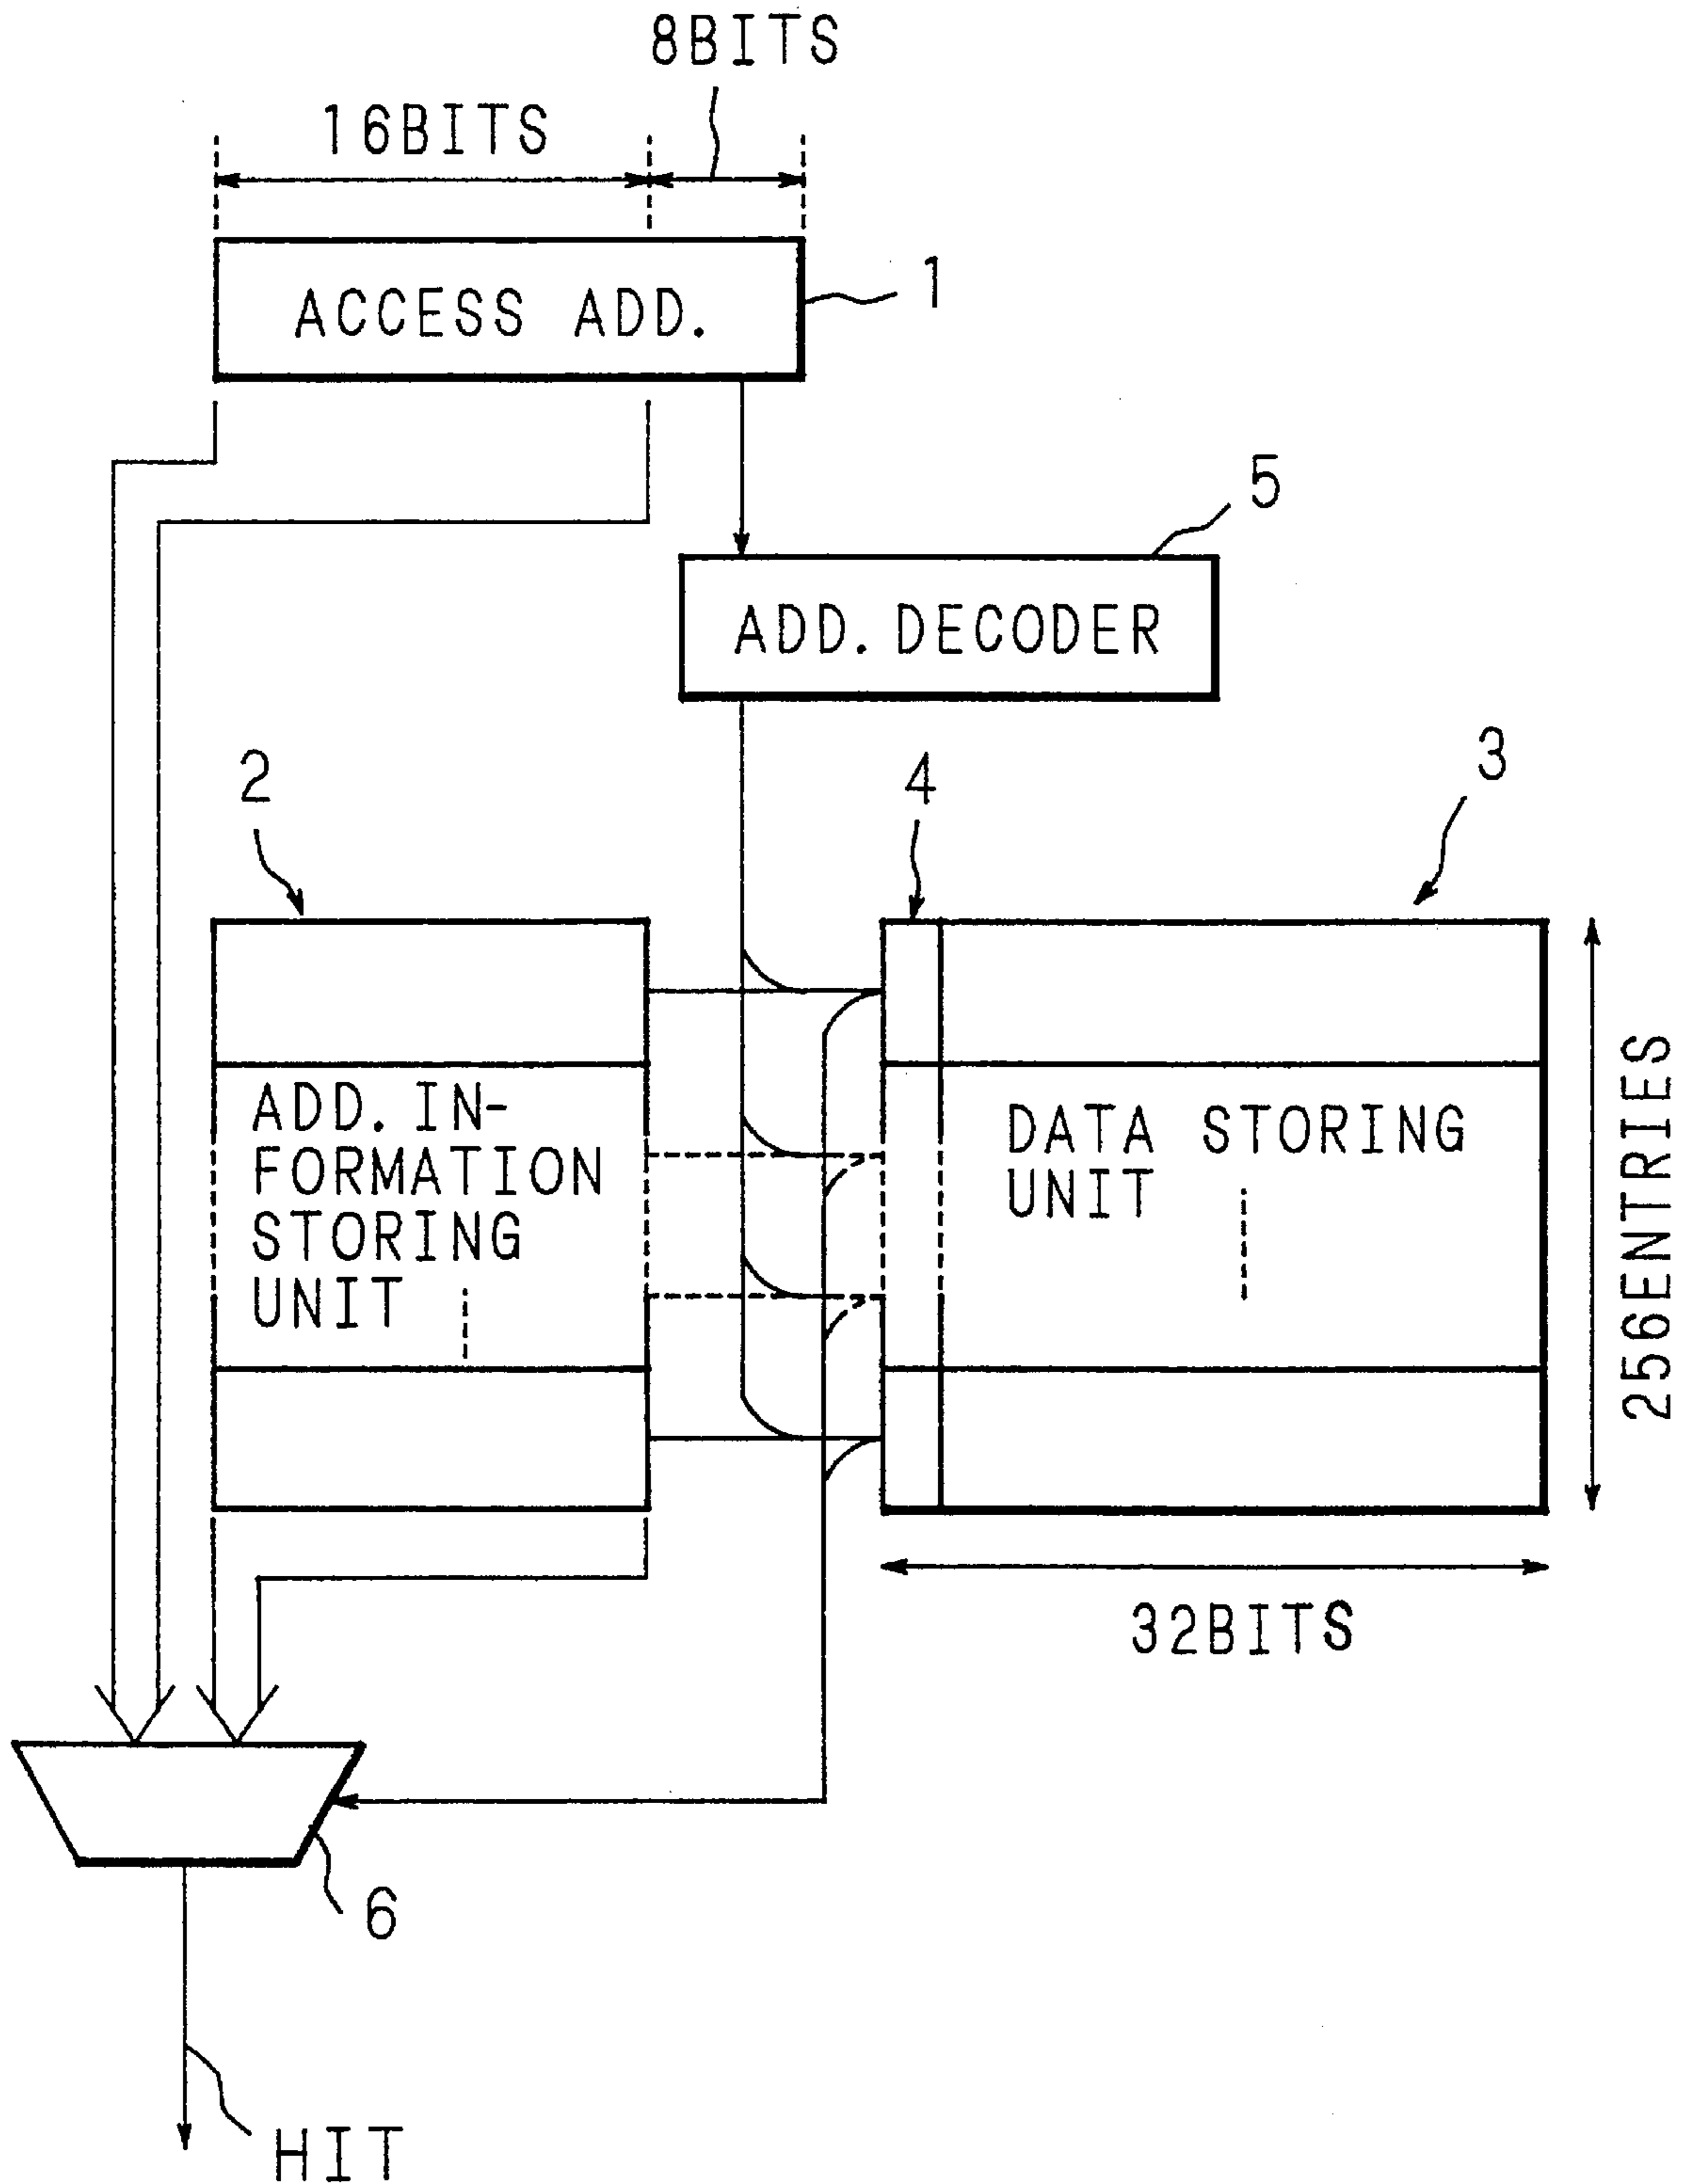 8BITS
16BITS
ACCESS ADD.
1
5
ADD. DECODER
2
4
3
ADD. IN-
FORMATION
STORING
UNIT
DATA STORING
UNIT
256ENTRIES
32BITS
6
HIT